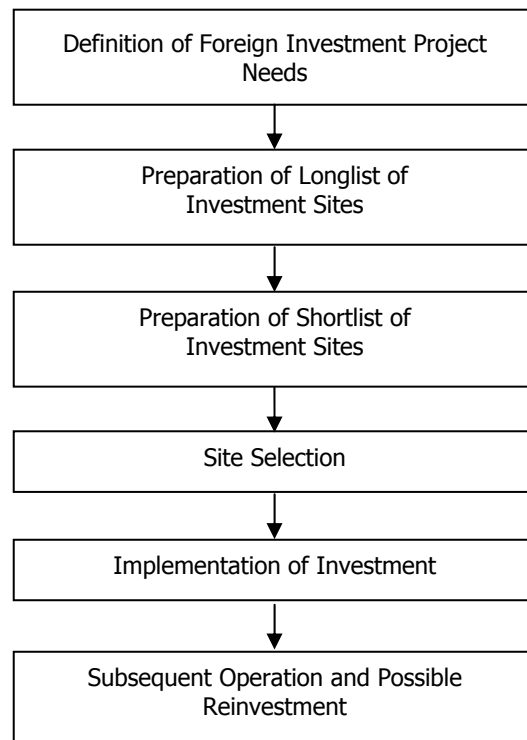 Definition of Foreign Investment Project
Needs
Preparation of Longlist of
Investment Sites
Preparation of Shortlist of
Investment Sites
Site Selection
Implementation of Investment
Subsequent Operation and Possible
Reinvestment